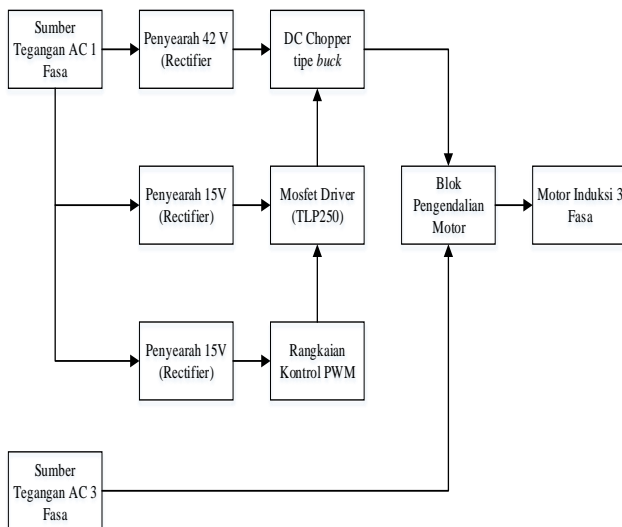 Sumber
Tegangan AC 1
Fasa
Penyearah 42 V
(Rectifier
DC Chopper
tipe buck
Penyearah 15V
(Rectifier)
Mosfet Driver
(TLP250)
Blok
Pengendalian
Motor
Motor Induksi 3
Fasa
Penyearah 15V
(Rectifier)
Rangkaian
Kontrol PWM
Sumber
Tegangan AC 3
Fasa